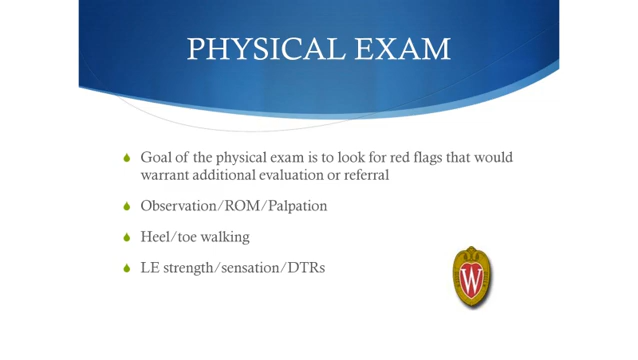 PHYSICAL EXAM
Goal of the physical exam is to look for red flags that would
warrant additional evaluation or referral
Observation/ROM/Palpation
Heel/toe walking
LE strength/sensation/DTRs
W